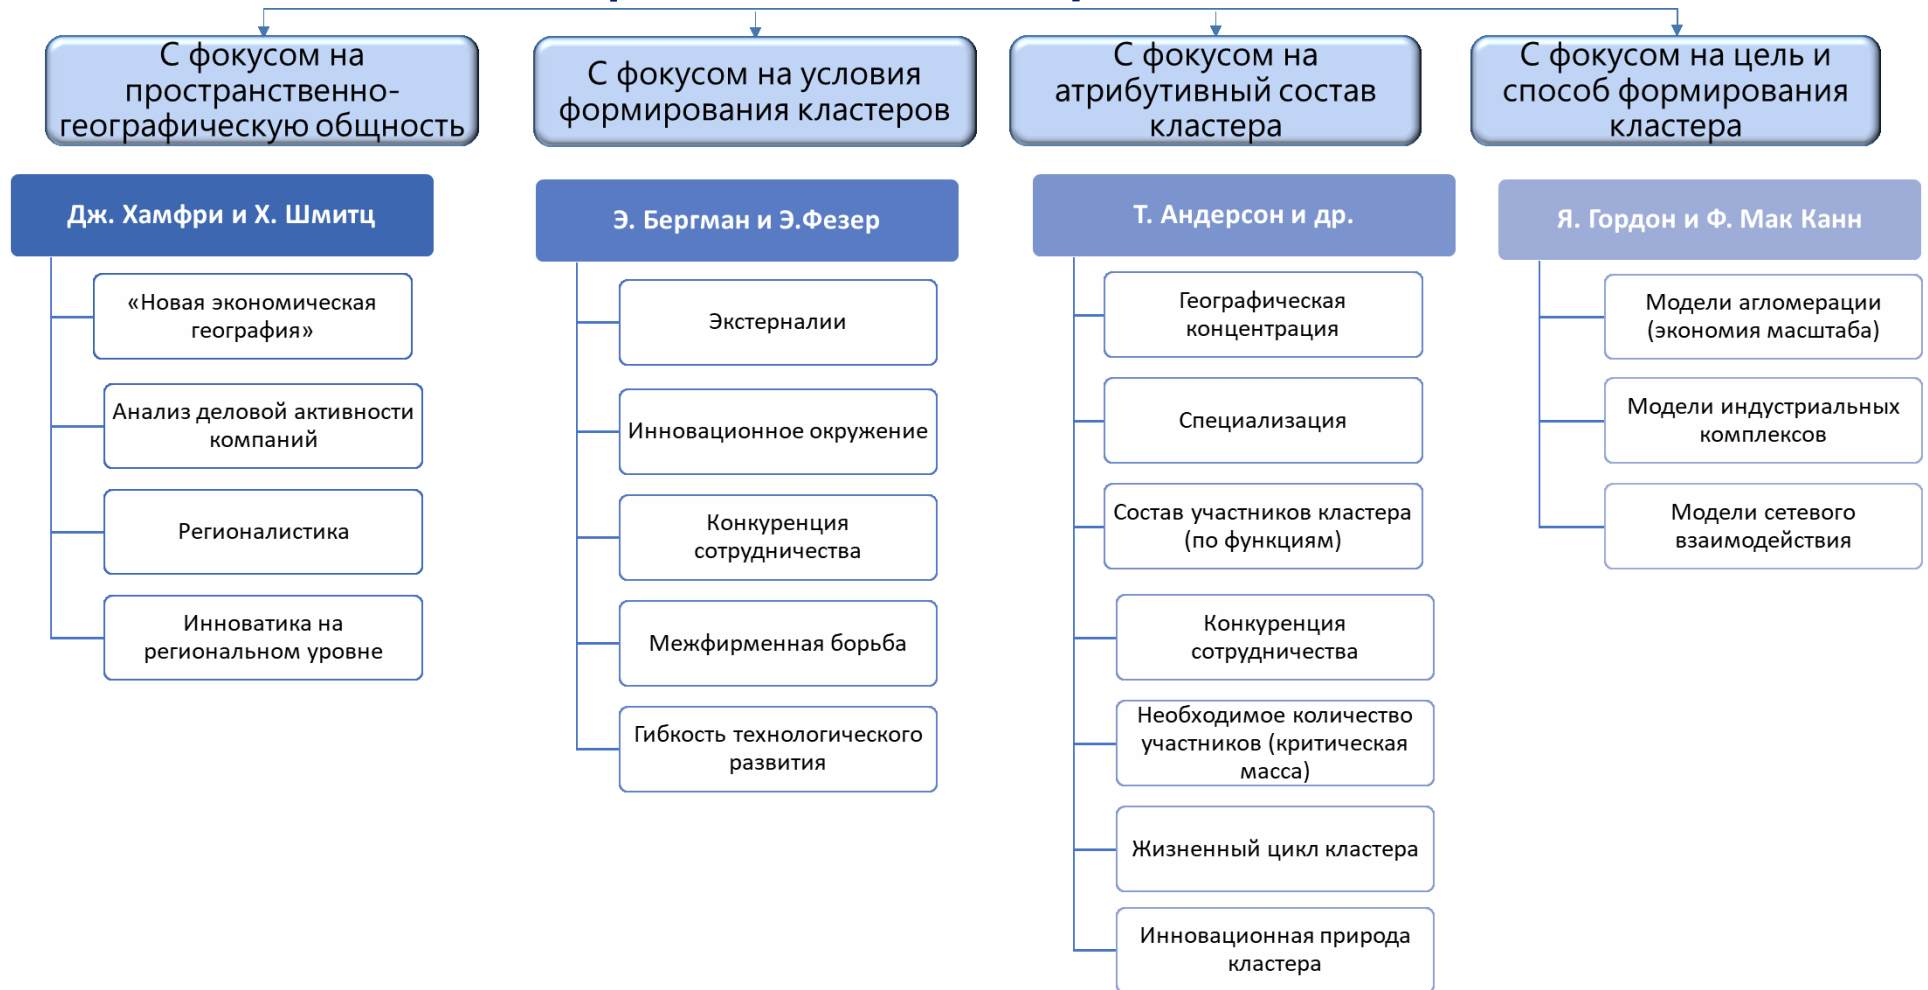 С фокусом на
пространственно-
географическую общность
Дж. Хамфри и Х. Шмитц
«Новая экономическая
география»
Анализ деловой активности
компаний
Регионалистика
Инноватика на
региональном уровне
С фокусом на условия
формирования кластеров
Э. Бергман и Э.Фезер
Экстерналии
Инновационное окружение
Конкуренция
сотрудничества
Межфирменная борьба
Гибкость технологического
развития
С фокусом на
атрибутивный состав
кластера
Т. Андерсон и др.
Географическая
концентрация
Специализация
Состав участников кластера
(по функциям)
Конкуренция
сотрудничества
Необходимое количество
участников (критическая
масса)
Жизненный цикл кластера
Инновационная природа
кластера
С фокусом на цель и
способ формирования
кластера
Я. Гордон и Ф. Мак Канн
Модели агломерации
(экономия масштаба)
Модели индустриальных
комплексов
Модели сетевого
взаимодействия